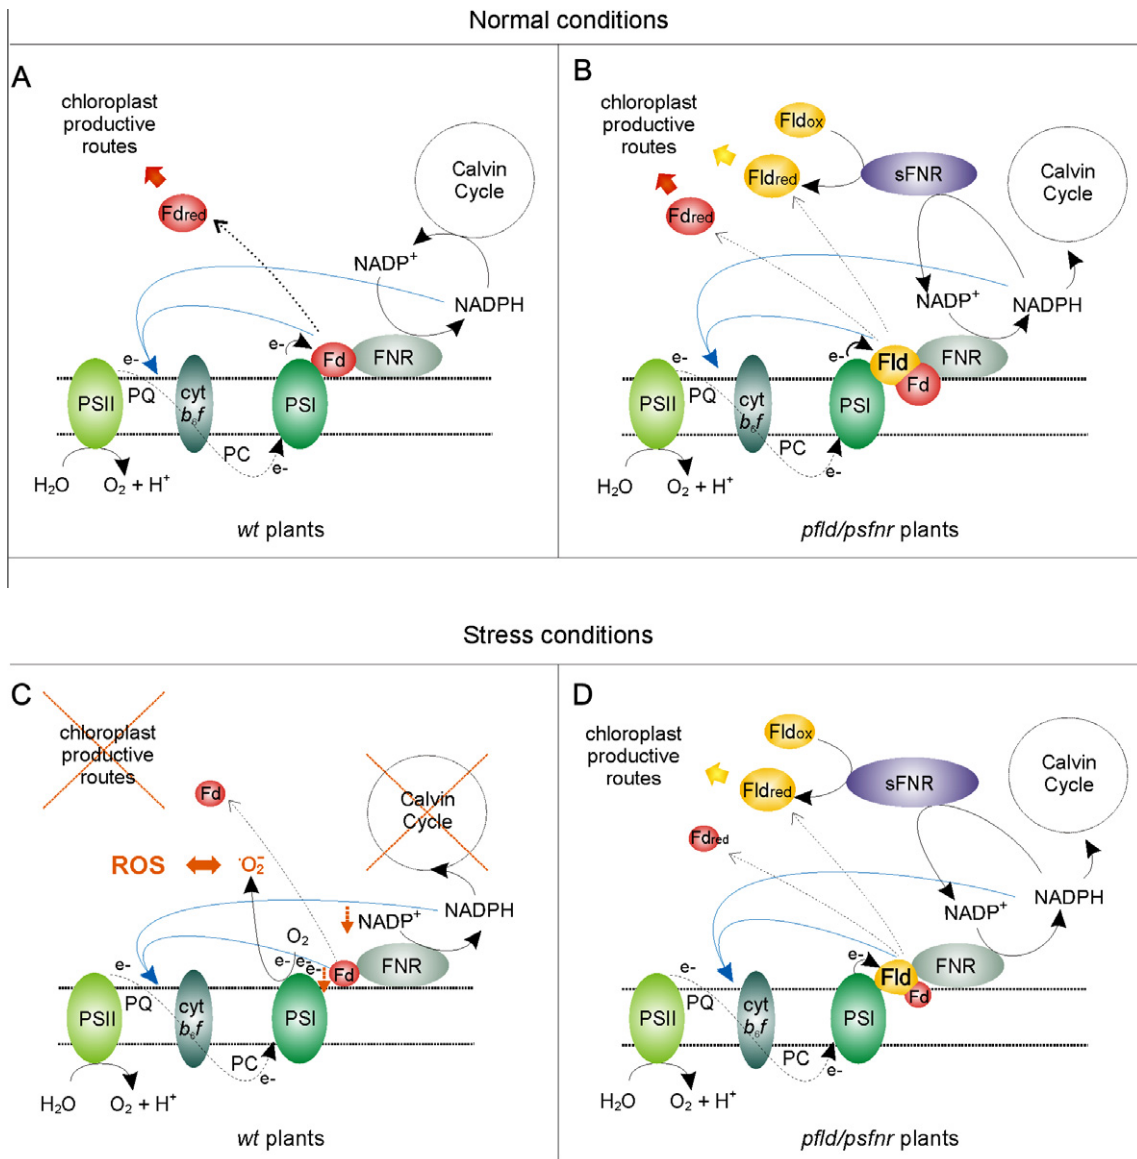 Normal conditions
A
chloroplast
productive
routes
Fdred
Calvin
Cycle
NADP+
NADPH
e-
Fd
FNR
e-
PQ
PSII
cyt
b6f
PSI
PC
e-
H2O
O2 + H+
wt plants
B
chloroplast
productive
routes
Fldox
Fldred
sFNR
Fdred
Calvin
Cycle
NADP+
NADPH
e-
Fld
Fd
FNR
e-
PQ
PSII
cyt
b6f
PSI
PC
e-
H2O
O2 + H+
pfld/psfnr plants
Stress conditions
C
chloroplast
productive
routes
Fd
Calvin
Cycle
ROS
·O2-
NADP+
NADPH
O2
e-
e-
e-
Fd
FNR
e-
PQ
PSII
cyt
b6f
PSI
PC
e-
H2O
O2 + H+
wt plants
D
chloroplast
productive
routes
Fldox
Fldred
sFNR
Fdred
Calvin
Cycle
NADP+
NADPH
e-
Fld
Fd
FNR
e-
PQ
PSII
cyt
b6f
PSI
PC
e-
H2O
O2 + H+
pfld/psfnr plants